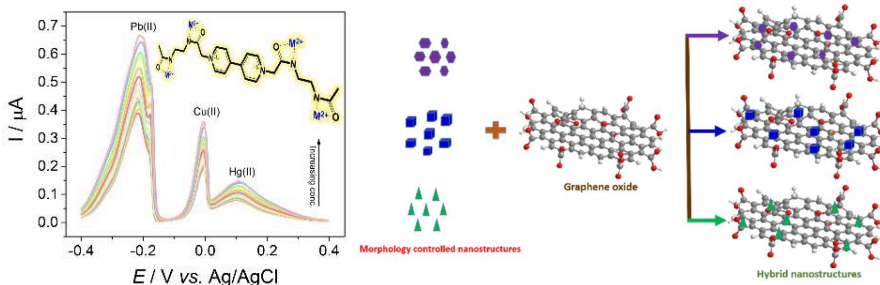 Pb(II)
Cu(II)
Hg(II)
Increasing conc.
0.7
0.6
0.5
0.4
0.3
0.2
0.1
0.0
I / µA
-0.4
-0.2
0.0
0.2
0.4
E / V vs. Ag/AgCl
M²⁺
M²⁺
M²⁺
O
O
O
N
N
N
Morphology controlled nanostructures
Graphene oxide
Hybrid nanostructures